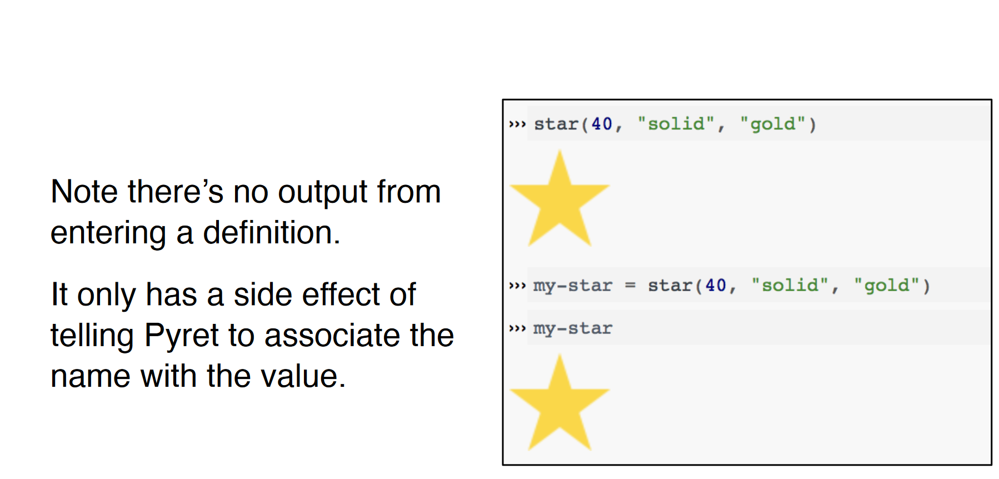 Note there’s no output from
entering a definition.
It only has a side effect of
telling Pyret to associate the
name with the value.
››› star(40, "solid", "gold")
››› my-star = star(40, "solid", "gold")
››› my-star